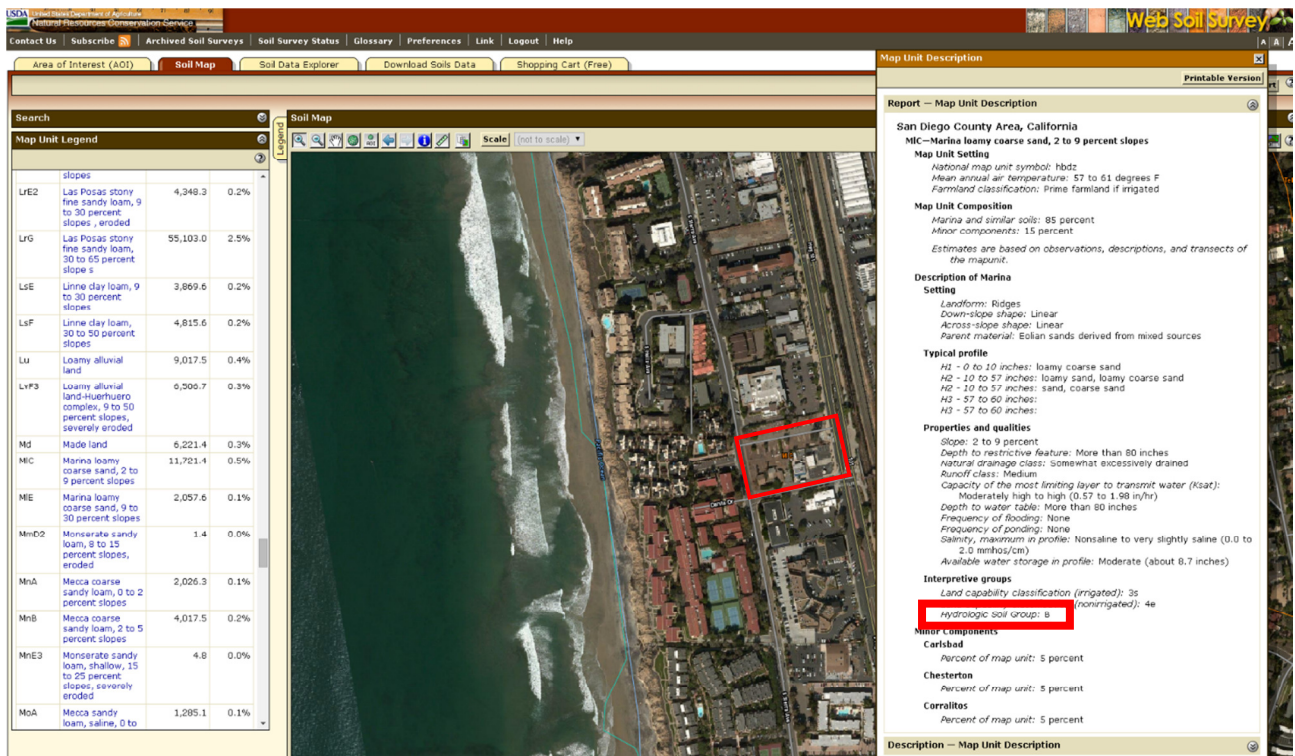 USDA United States Department of Agriculture
Natural Resources Conservation Service
Web Soil Survey
Contact Us | Subscribe | Archived Soil Surveys | Soil Survey Status | Glossary | Preferences | Link | Logout | Help
A A A
Area of Interest (AOI) Soil Map Soil Data Explorer Download Soils Data Shopping Cart (Free)
Search
Map Unit Legend
slopes
LrE2 Las Posas stony 4,348.3 0.2%
fine sandy loam, 9
to 30 percent
slopes , eroded
LrG Las Posas stony 55,103.0 2.5%
fine sandy loam,
30 to 65 percent
slope s
LsE Linne clay loam, 9 3,869.6 0.2%
to 30 percent
slopes
LsF Linne clay loam, 4,815.6 0.2%
30 to 50 percent
slopes
Lu Loamy alluvial 9,017.5 0.4%
land
LvF3 Loamy alluvial 6,506.7 0.3%
land-Huerhuero
complex, 9 to 50
percent slopes,
severely eroded
Md Made land 6,221.4 0.3%
MlC Marina loamy 11,721.4 0.5%
coarse sand, 2 to
9 percent slopes
MlE Marina loamy 2,057.6 0.1%
coarse sand, 9 to
30 percent slopes
MmD2 Monserate sandy 1.4 0.0%
loam, 8 to 15
percent slopes,
eroded
MnA Mecca coarse 2,026.3 0.1%
sandy loam, 0 to 2
percent slopes
MnB Mecca coarse 4,017.5 0.2%
sandy loam, 2 to 5
percent slopes
MnE3 Monserate sandy 4.8 0.0%
loam, shallow, 15
to 25 percent
slopes, severely
eroded
MoA Mecca sandy 1,285.1 0.1%
loam, saline, 0 to
Legend
Soil Map
Scale (not to scale)
Map Unit Description
Printable Version
Report — Map Unit Description
San Diego County Area, California
MlC—Marina loamy coarse sand, 2 to 9 percent slopes
Map Unit Setting
National map unit symbol: hbdz
Mean annual air temperature: 57 to 61 degrees F
Farmland classification: Prime farmland if irrigated
Map Unit Composition
Marina and similar soils: 85 percent
Minor components: 15 percent
Estimates are based on observations, descriptions, and transects of
the mapunit.
Description of Marina
Setting
Landform: Ridges
Down-slope shape: Linear
Across-slope shape: Linear
Parent material: Eolian sands derived from mixed sources
Typical profile
H1 - 0 to 10 inches: loamy coarse sand
H2 - 10 to 57 inches: loamy sand, loamy coarse sand
H2 - 10 to 57 inches: sand, coarse sand
H3 - 57 to 60 inches:
H3 - 57 to 60 inches:
Properties and qualities
Slope: 2 to 9 percent
Depth to restrictive feature: More than 80 inches
Natural drainage class: Somewhat excessively drained
Runoff class: Medium
Capacity of the most limiting layer to transmit water (Ksat):
Moderately high to high (0.57 to 1.98 in/hr)
Depth to water table: More than 80 inches
Frequency of flooding: None
Frequency of ponding: None
Salinity, maximum in profile: Nonsaline to very slightly saline (0.0 to
2.0 mmhos/cm)
Available water storage in profile: Moderate (about 8.7 inches)
Interpretive groups
Land capability classification (irrigated): 3s
(nonirrigated): 4e
Hydrologic Soil Group: B
Minor Components
Carlsbad
Percent of map unit: 5 percent
Chesterton
Percent of map unit: 5 percent
Corralitos
Percent of map unit: 5 percent
Description — Map Unit Description